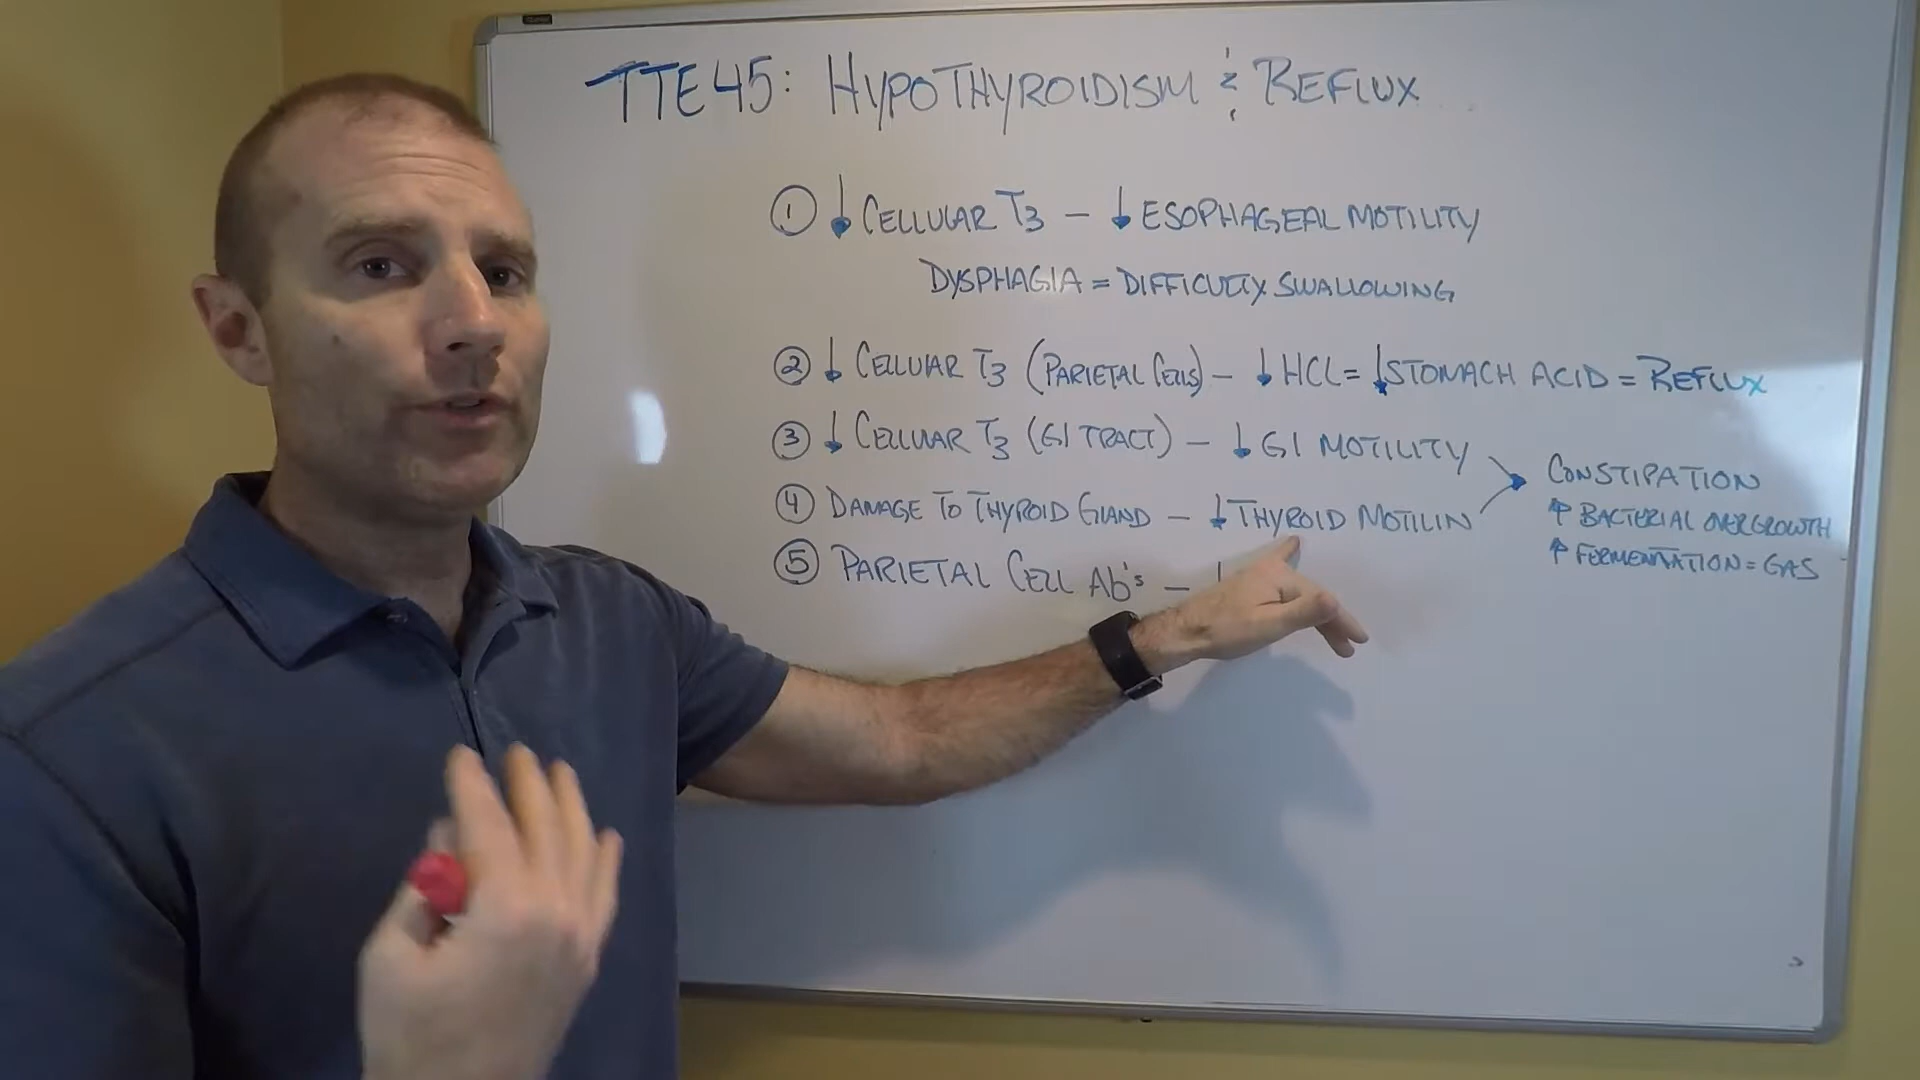 TTE45: HYPOTHYROIDISM & REFLUX
① ↓ CELLULAR T3 – ↓ ESOPHAGEAL MOTILITY
DYSPHAGIA = DIFFICULTY SWALLOWING
② ↓ CELLULAR T3 (PARIETAL CELLS) – ↓ HCL = ↓ STOMACH ACID = REFLUX
③ ↓ CELLULAR T3 (GI TRACT) – ↓ GI MOTILITY
④ DAMAGE TO THYROID GLAND – ↓ THYROID MOTILIN
CONSTIPATION
↑ BACTERIAL OVERGROWTH
↑ FERMENTATION = GAS
⑤ PARIETAL CELL Ab's – ↓